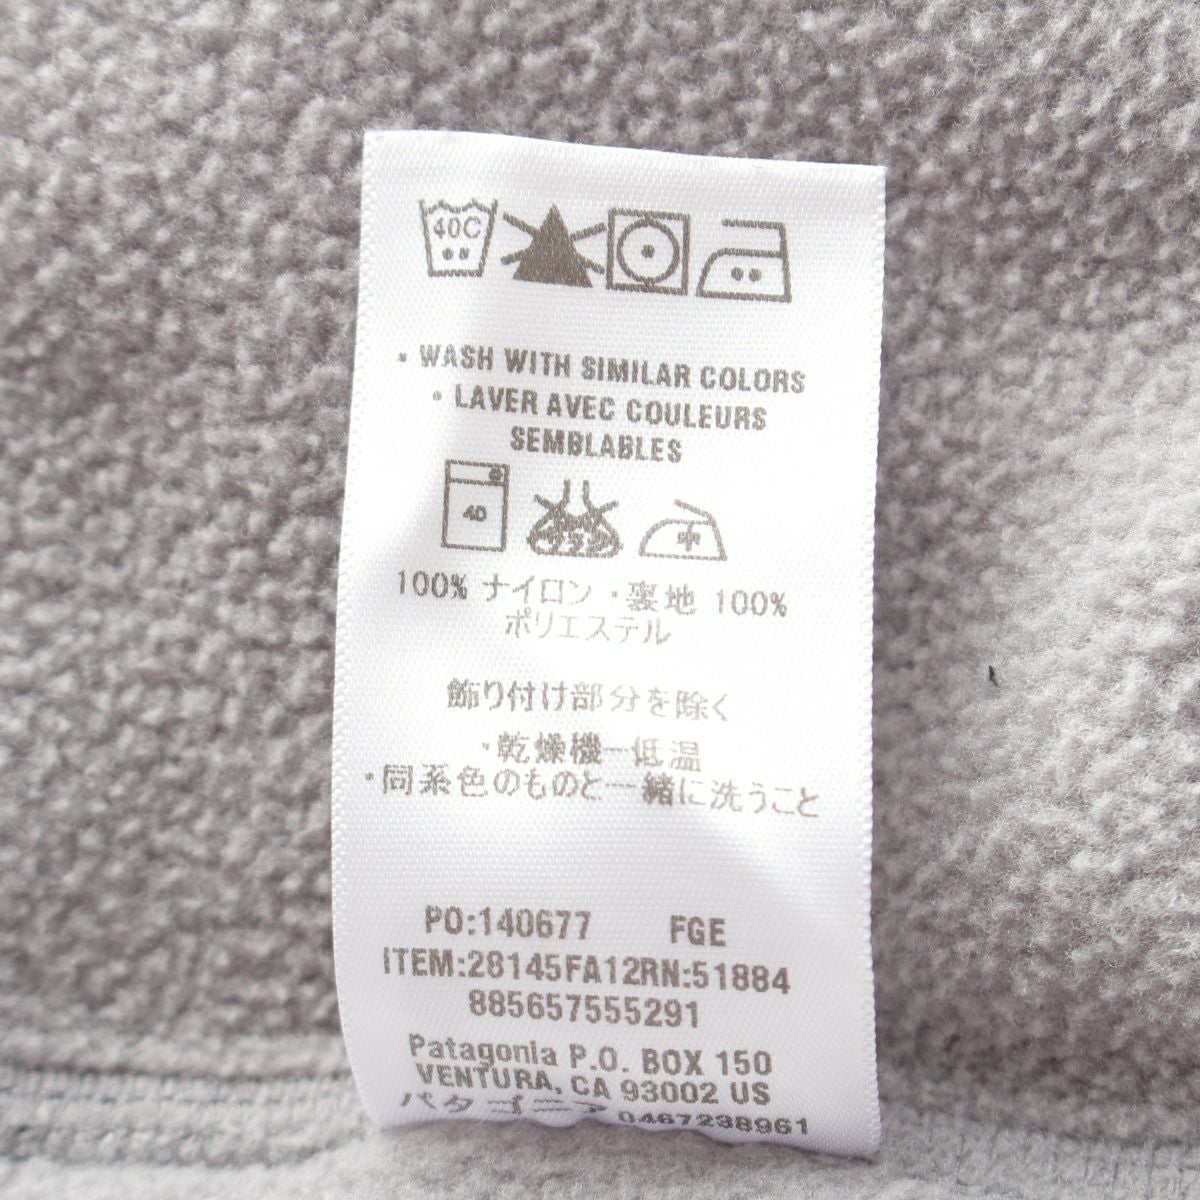 40C
• WASH WITH SIMILAR COLORS
• LAVER AVEC COULEURS
SEMBLABLES
40 中
100% ナイロン・裏地 100%
ポリエステル
飾り付け部分を除く
・乾燥機一低温
・同系色のものと一緒に洗うこと
PO:140677 FGE
ITEM:28145FA12RN:51884
885657555291
Patagonia P.O. BOX 150
VENTURA, CA 93002 US
パタゴニア 0467238961